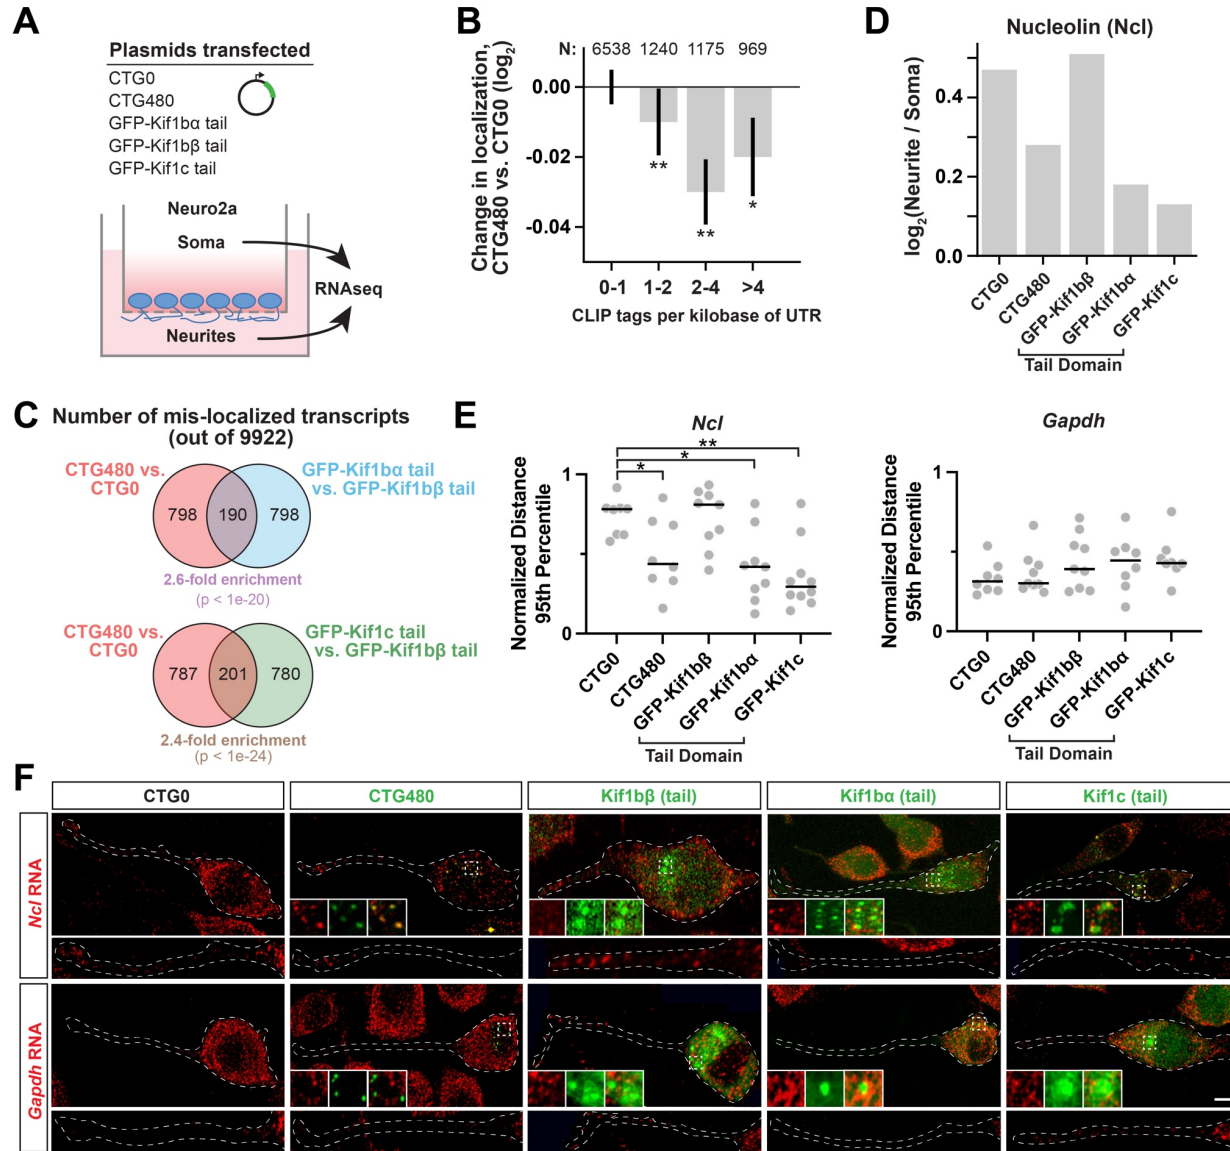 A
Plasmids transfected
CTG0
CTG480
GFP-Kif1bα tail
GFP-Kif1bβ tail
GFP-Kif1c tail
Neuro2a
Soma
RNAseq
Neurites
B
N: 6538 1240 1175 969
Change in localization,
CTG480 vs. CTG0 (log2)
0.00
-0.02
-0.04
**
**
*
0-1 1-2 2-4 >4
CLIP tags per kilobase of UTR
D
Nucleolin (Ncl)
log2(Neurite / Soma)
0.4
0.2
0.0
CTG0
CTG480
GFP-Kif1bβ
GFP-Kif1bα
GFP-Kif1c
Tail Domain
C
Number of mis-localized transcripts
(out of 9922)
CTG480 vs.
CTG0
GFP-Kif1bα tail
vs. GFP-Kif1bβ tail
798 190 798
2.6-fold enrichment
(p < 1e-20)
CTG480 vs.
CTG0
GFP-Kif1c tail
vs. GFP-Kif1bβ tail
787 201 780
2.4-fold enrichment
(p < 1e-24)
E
Ncl
Normalized Distance
95th Percentile
1
0
**
*
*
CTG0
CTG480
GFP-Kif1bβ
GFP-Kif1bα
GFP-Kif1c
Tail Domain
Gapdh
Normalized Distance
95th Percentile
1
0
CTG0
CTG480
GFP-Kif1bβ
GFP-Kif1bα
GFP-Kif1c
Tail Domain
F
CTG0
CTG480
Kif1bβ (tail)
Kif1bα (tail)
Kif1c (tail)
Ncl RNA
Gapdh RNA